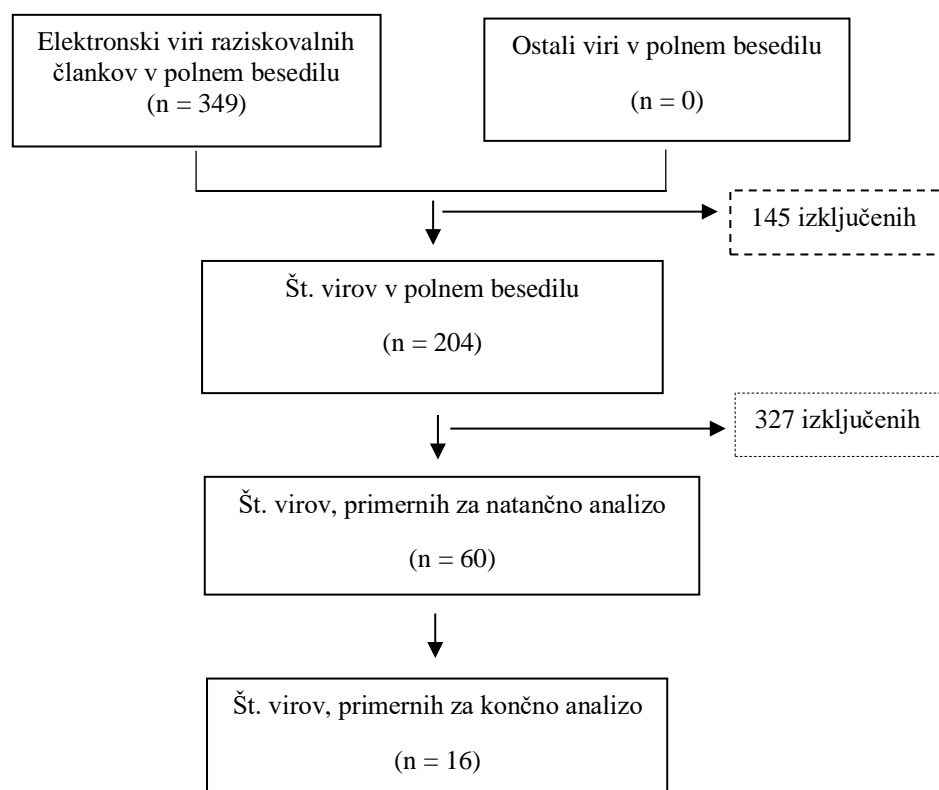 Elektronski viri raziskovalnih
člankov v polnem besedilu
(n = 349)
Ostali viri v polnem besedilu
(n = 0)
145 izključenih
Št. virov v polnem besedilu
(n = 204)
327 izključenih
Št. virov, primernih za natančno analizo
(n = 60)
Št. virov, primernih za končno analizo
(n = 16)